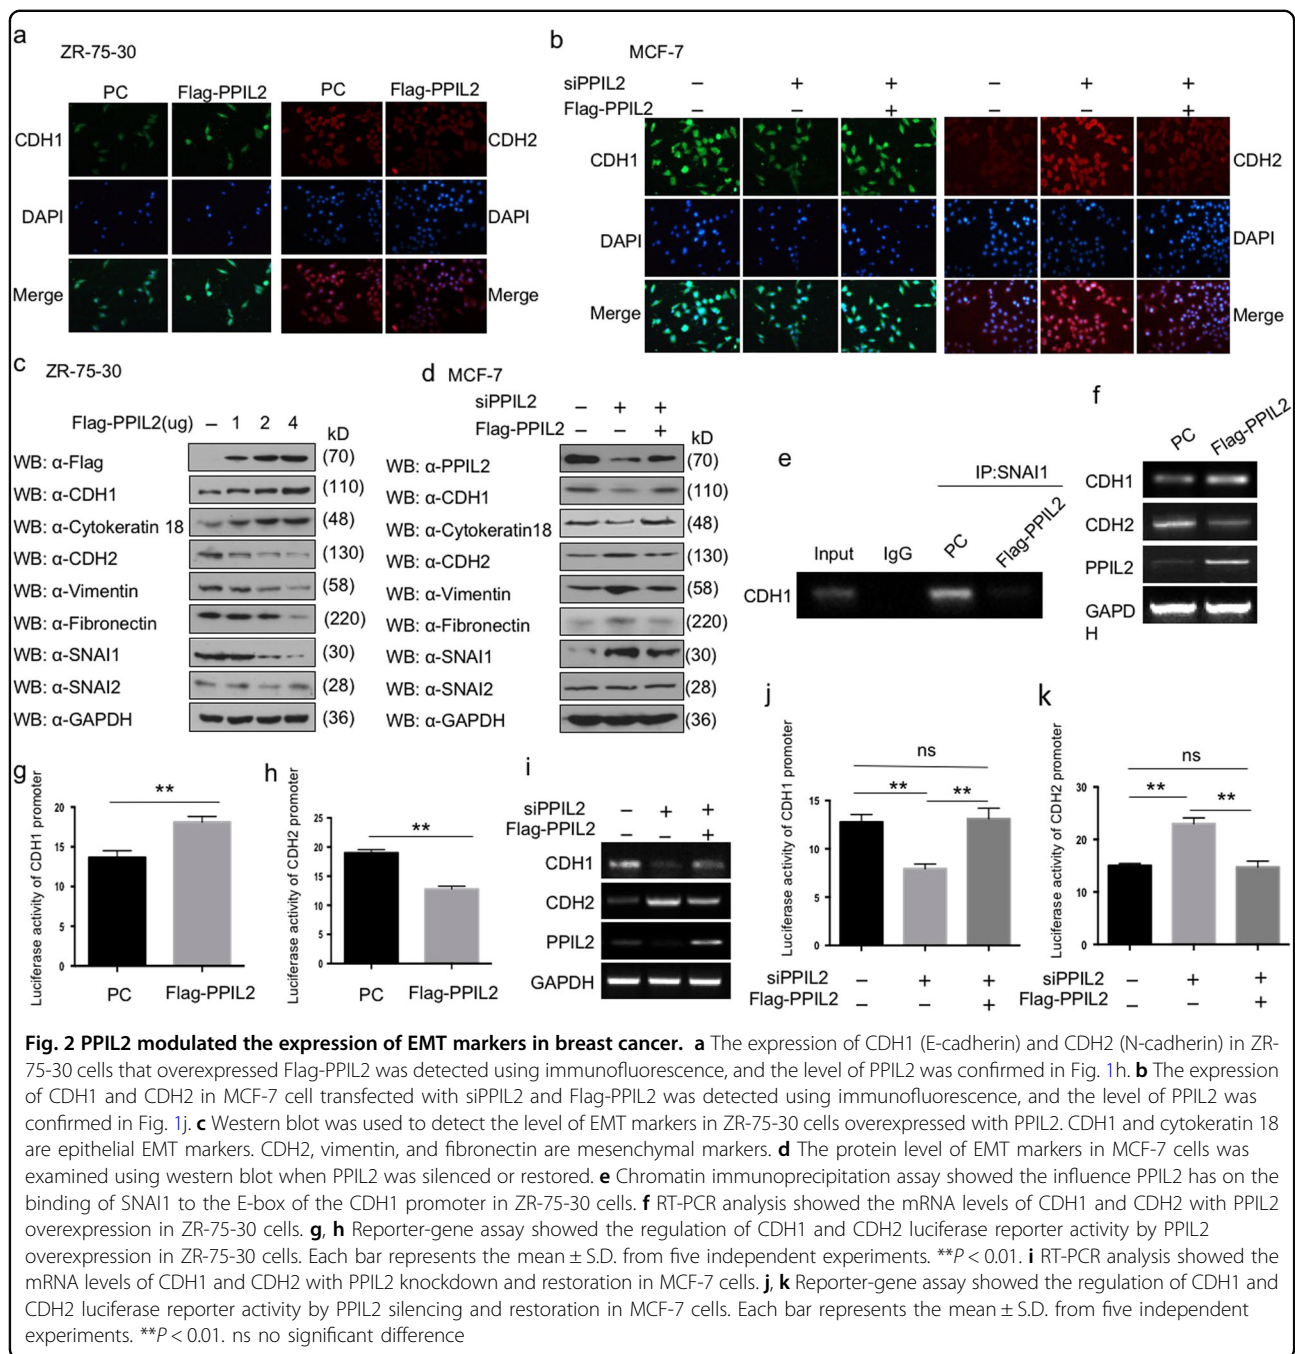 a
ZR-75-30
PC Flag-PPIL2 PC Flag-PPIL2
CDH1 CDH2
DAPI DAPI
Merge Merge
b
MCF-7
siPPIL2 – + + – + +
Flag-PPIL2 – – + – – +
CDH1 CDH2
DAPI DAPI
Merge Merge
c ZR-75-30
Flag-PPIL2(ug) – 1 2 4 kD
WB: α-Flag (70)
WB: α-CDH1 (110)
WB: α-Cytokeratin 18 (48)
WB: α-CDH2 (130)
WB: α-Vimentin (58)
WB: α-Fibronectin (220)
WB: α-SNAI1 (30)
WB: α-SNAI2 (28)
WB: α-GAPDH (36)
d MCF-7
siPPIL2 – + +
Flag-PPIL2 – – + kD
WB: α-PPIL2 (70)
WB: α-CDH1 (110)
WB: α-Cytokeratin18 (48)
WB: α-CDH2 (130)
WB: α-Vimentin (58)
WB: α-Fibronectin (220)
WB: α-SNAI1 (30)
WB: α-SNAI2 (28)
WB: α-GAPDH (36)
e
IP:SNAI1
Input IgG PC Flag-PPIL2
CDH1
f
PC Flag-PPIL2
CDH1
CDH2
PPIL2
GAPD
H
g
Luciferase activity of CDH1 promoter
**
20
15
10
5
0
PC Flag-PPIL2
h
Luciferase activity of CDH2 promoter
**
25
20
15
10
5
0
PC Flag-PPIL2
i
siPPIL2 – + +
Flag-PPIL2 – – +
CDH1
CDH2
PPIL2
GAPDH
j
Luciferase activity of CDH1 promoter
ns
** **
15
10
5
0
siPPIL2 – + +
Flag-PPIL2 – – +
k
Luciferase activity of CDH2 promoter
ns
** **
30
20
10
0
siPPIL2 – + +
Flag-PPIL2 – – +
Fig. 2 PPIL2 modulated the expression of EMT markers in breast cancer. a The expression of CDH1 (E-cadherin) and CDH2 (N-cadherin) in ZR-
75-30 cells that overexpressed Flag-PPIL2 was detected using immunofluorescence, and the level of PPIL2 was confirmed in Fig. 1h. b The expression
of CDH1 and CDH2 in MCF-7 cell transfected with siPPIL2 and Flag-PPIL2 was detected using immunofluorescence, and the level of PPIL2 was
confirmed in Fig. 1j. c Western blot was used to detect the level of EMT markers in ZR-75-30 cells overexpressed with PPIL2. CDH1 and cytokeratin 18
are epithelial EMT markers. CDH2, vimentin, and fibronectin are mesenchymal markers. d The protein level of EMT markers in MCF-7 cells was
examined using western blot when PPIL2 was silenced or restored. e Chromatin immunoprecipitation assay showed the influence PPIL2 has on the
binding of SNAI1 to the E-box of the CDH1 promoter in ZR-75-30 cells. f RT-PCR analysis showed the mRNA levels of CDH1 and CDH2 with PPIL2
overexpression in ZR-75-30 cells. g, h Reporter-gene assay showed the regulation of CDH1 and CDH2 luciferase reporter activity by PPIL2
overexpression in ZR-75-30 cells. Each bar represents the mean ± S.D. from five independent experiments. **P < 0.01. i RT-PCR analysis showed the
mRNA levels of CDH1 and CDH2 with PPIL2 knockdown and restoration in MCF-7 cells. j, k Reporter-gene assay showed the regulation of CDH1 and
CDH2 luciferase reporter activity by PPIL2 silencing and restoration in MCF-7 cells. Each bar represents the mean ± S.D. from five independent
experiments. **P < 0.01. ns no significant difference